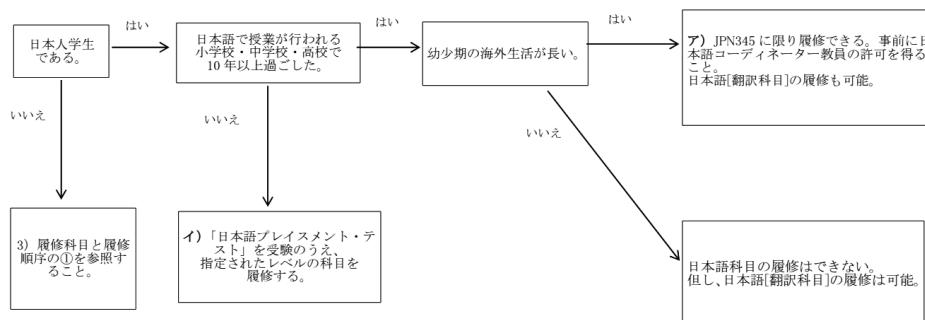 はい
はい
はい
日本人学生
である。
日本語で授業が行われる
小学校・中学校・高校で
10 年以上過ごした。
幼少期の海外生活が長い。
ア）JPN345 に限り履修できる。事前に日
本語コーディネーター教員の許可を得る
こと。
日本語[翻訳科目]の履修も可能。
いいえ
いいえ
いいえ
3）履修科目と履修
順序の①を参照す
ること。
イ）「日本語プレイスメント・テ
スト」を受験のうえ、
指定されたレベルの科目を
履修する。
日本語科目の履修はできない。
但し、日本語[翻訳科目]の履修は可能。